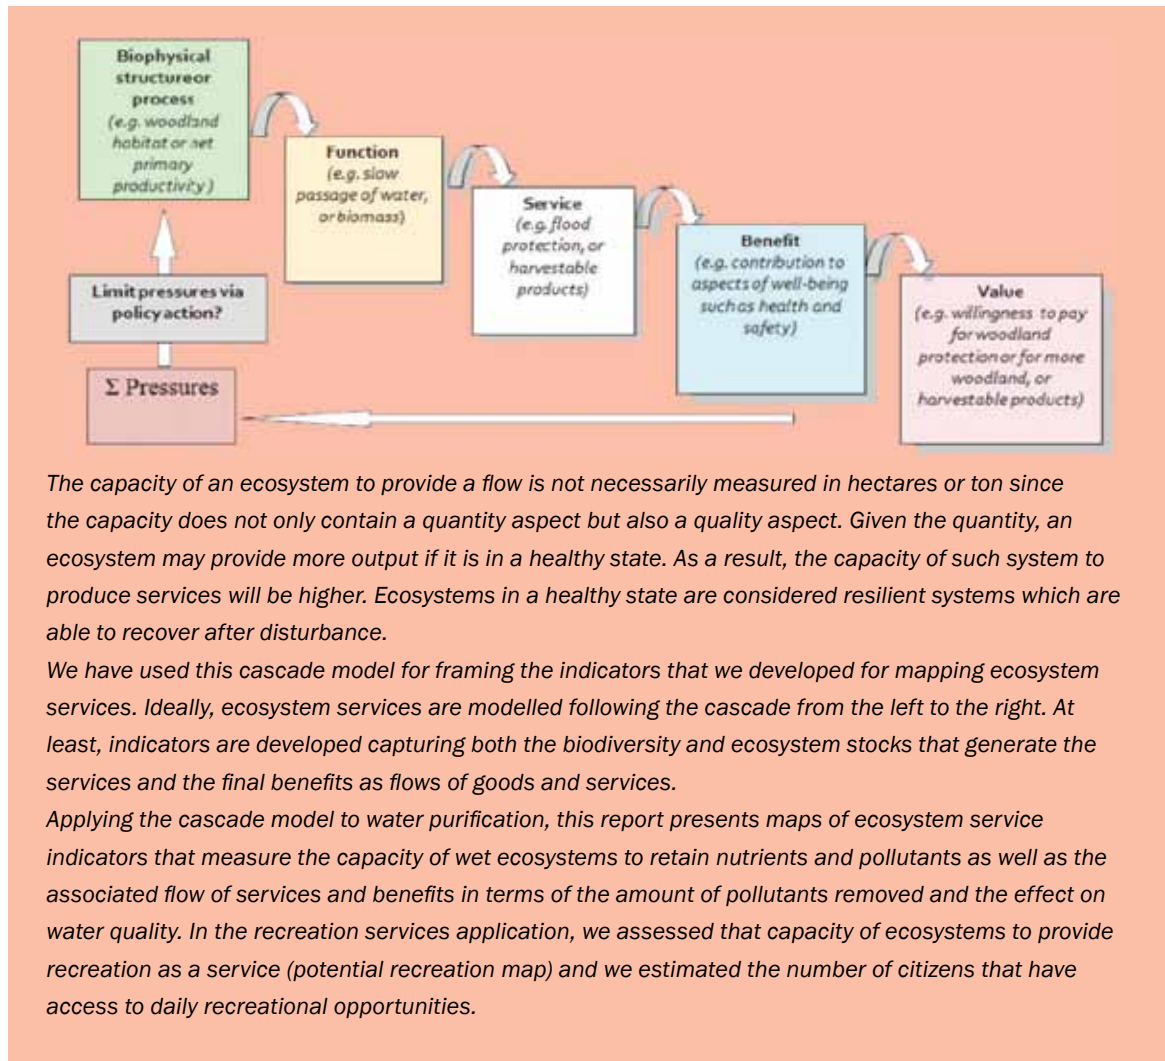 Biophysical
structureor
process
(e.g. woodland
habitat or net
primary
productivity)
Function
(e.g. slow
passage of water,
or biomass)
Service
(e.g. flood
protection, or
harvestable
products)
Benefit
(e.g. contribution to
aspects of well-being
such as health and
safety)
Value
(e.g. willingness to pay
for woodland
protection or for more
woodland, or
harvestable products)
Limit pressures via
policy action?
Σ Pressures
The capacity of an ecosystem to provide a flow is not necessarily measured in hectares or ton since
the capacity does not only contain a quantity aspect but also a quality aspect. Given the quantity, an
ecosystem may provide more output if it is in a healthy state. As a result, the capacity of such system to
produce services will be higher. Ecosystems in a healthy state are considered resilient systems which are
able to recover after disturbance.
We have used this cascade model for framing the indicators that we developed for mapping ecosystem
services. Ideally, ecosystem services are modelled following the cascade from the left to the right. At
least, indicators are developed capturing both the biodiversity and ecosystem stocks that generate the
services and the final benefits as flows of goods and services.
Applying the cascade model to water purification, this report presents maps of ecosystem service
indicators that measure the capacity of wet ecosystems to retain nutrients and pollutants as well as the
associated flow of services and benefits in terms of the amount of pollutants removed and the effect on
water quality. In the recreation services application, we assessed that capacity of ecosystems to provide
recreation as a service (potential recreation map) and we estimated the number of citizens that have
access to daily recreational opportunities.